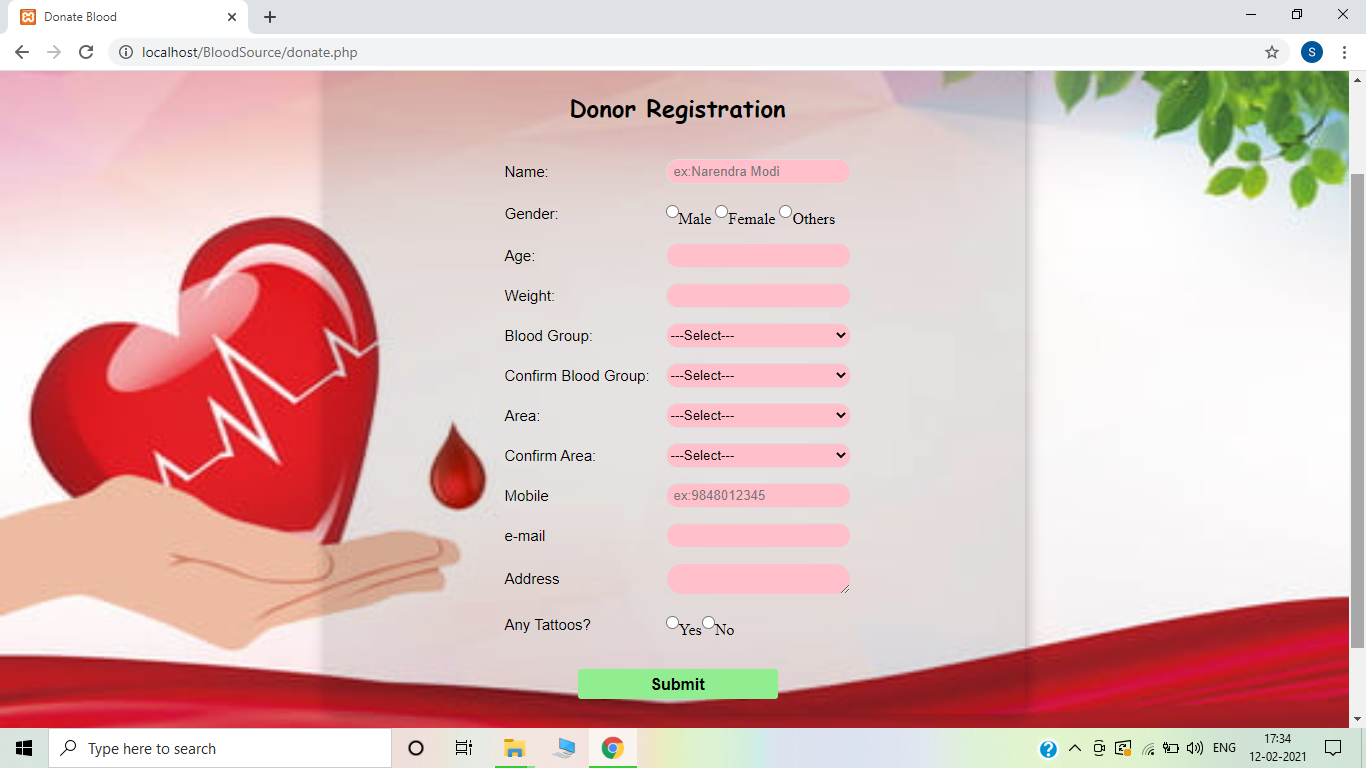 Donate Blood
localhost/BloodSource/donate.php
S
Donor Registration
Name: ex:Narendra Modi
Gender: Male Female Others
Age:
Weight:
Blood Group: ---Select---
Confirm Blood Group: ---Select---
Area: ---Select---
Confirm Area: ---Select---
Mobile ex:9848012345
e-mail
Address
Any Tattoos? Yes No
Submit
Type here to search
ENG
17:34
12-02-2021